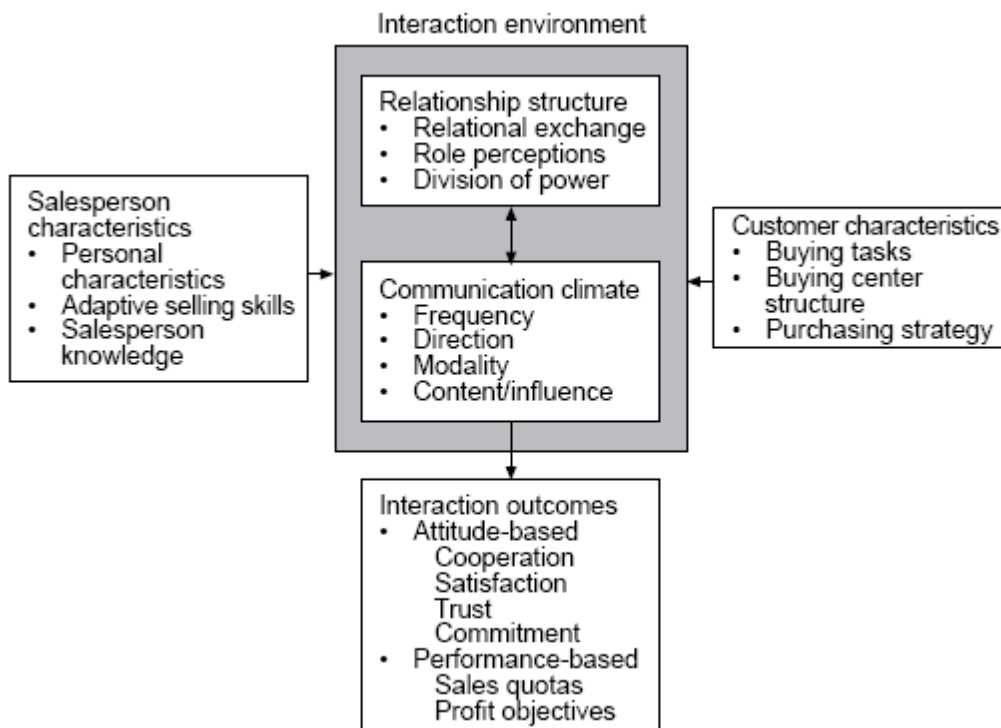 Interaction environment
Relationship structure
• Relational exchange
• Role perceptions
• Division of power
Salesperson
characteristics
• Personal
characteristics
• Adaptive selling skills
• Salesperson
knowledge
Communication climate
• Frequency
• Direction
• Modality
• Content/influence
Customer characteristics
• Buying tasks
• Buying center
structure
• Purchasing strategy
Interaction outcomes
• Attitude-based
Cooperation
Satisfaction
Trust
Commitment
• Performance-based
Sales quotas
Profit objectives